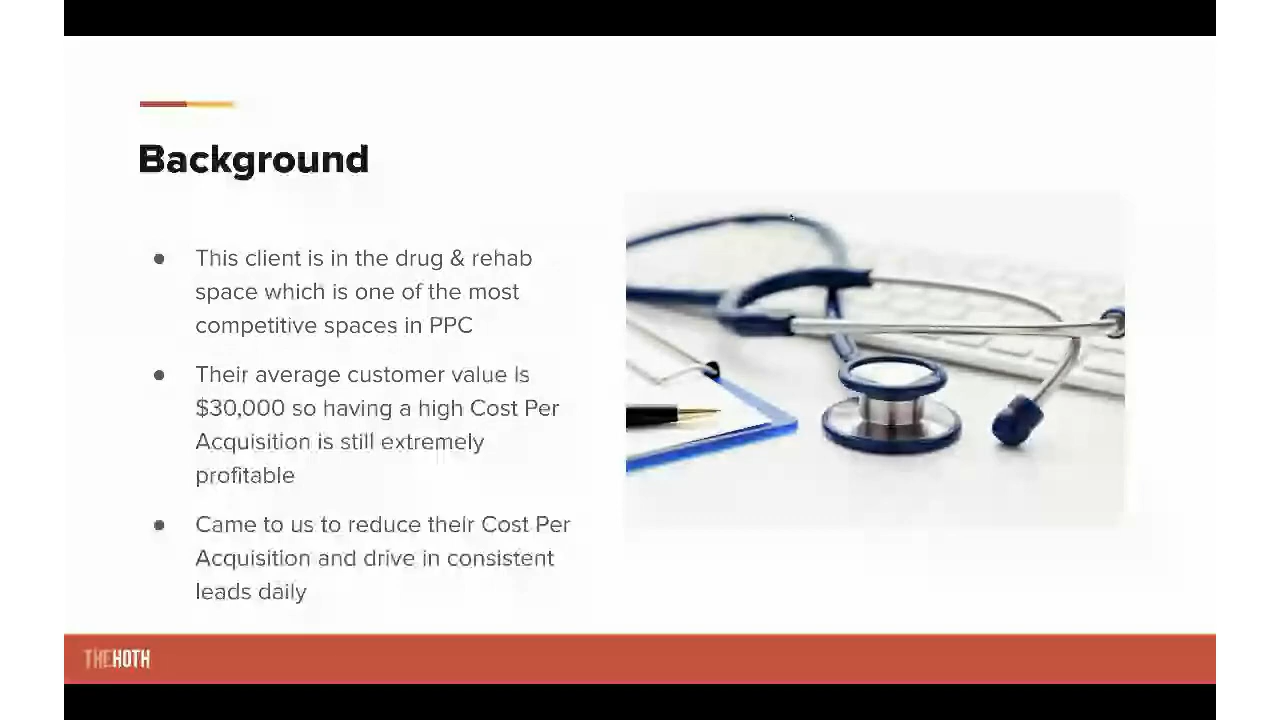 Background
● This client is in the drug & rehab
space which is one of the most
competitive spaces in PPC
● Their average customer value is
$30,000 so having a high Cost Per
Acquisition is still extremely
profitable
● Came to us to reduce their Cost Per
Acquisition and drive in consistent
leads daily
THEHOTH